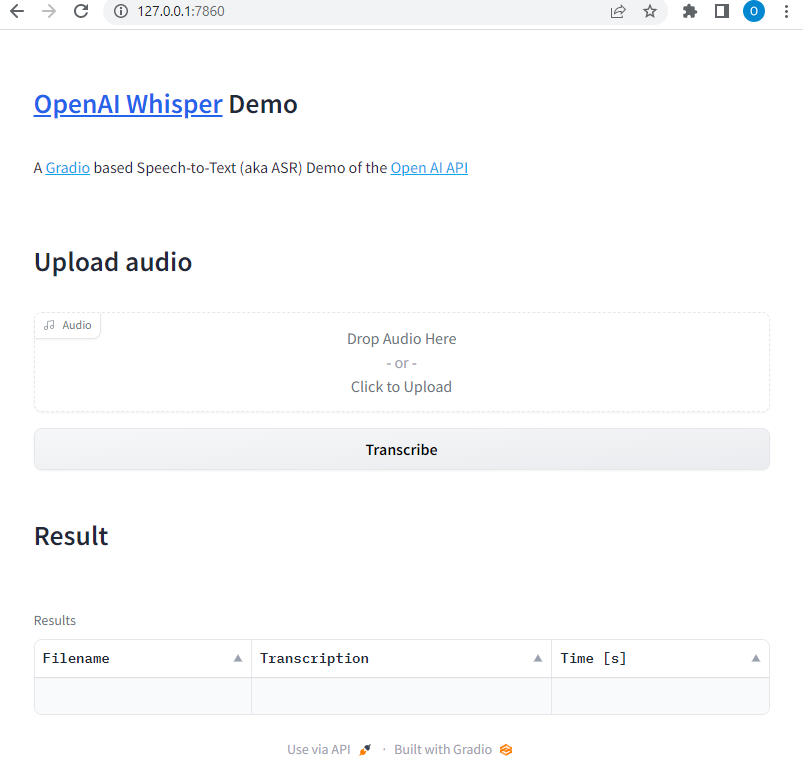 127.0.0.1:7860
O
OpenAI Whisper Demo
A Gradio based Speech-to-Text (aka ASR) Demo of the Open AI API
Upload audio
Audio
Drop Audio Here
- or -
Click to Upload
Transcribe
Result
Results
Filename Transcription Time [s]
Use via API · Built with Gradio